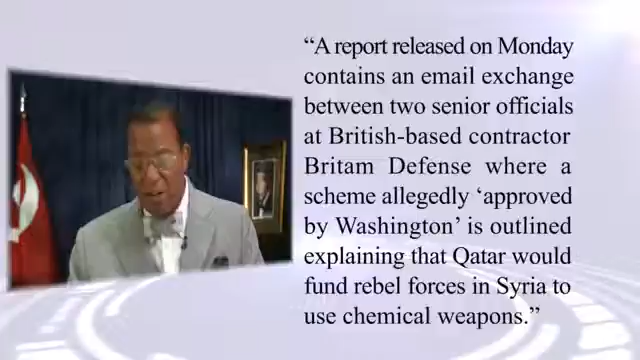 “A report released on Monday
contains an email exchange
between two senior officials
at British-based contractor
Britam Defense where a
scheme allegedly ‘approved
by Washington’ is outlined
explaining that Qatar would
fund rebel forces in Syria to
use chemical weapons.”